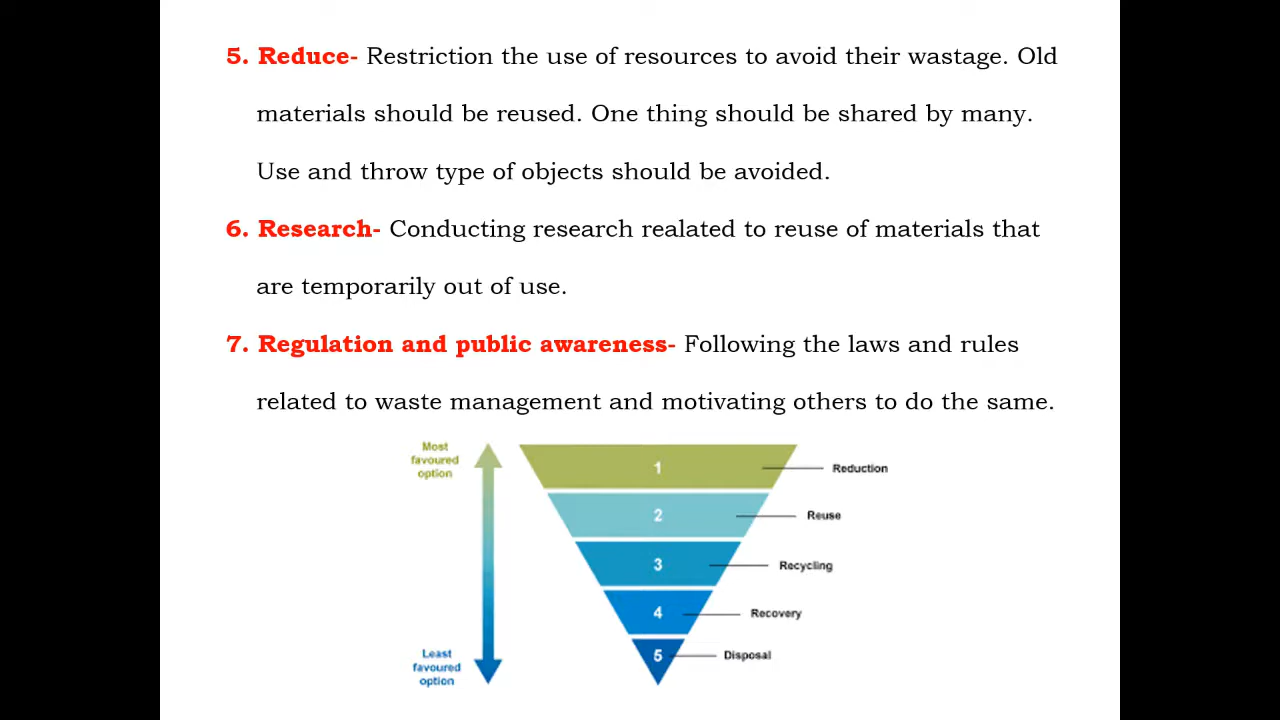 5. Reduce- Restriction the use of resources to avoid their wastage. Old
materials should be reused. One thing should be shared by many.
Use and throw type of objects should be avoided.
6. Research- Conducting research realated to reuse of materials that
are temporarily out of use.
7. Regulation and public awareness- Following the laws and rules
related to waste management and motivating others to do the same.
Most
favoured
option
1
Reduction
2
Reuse
3
Recycling
4
Recovery
5
Disposal
Least
favoured
option